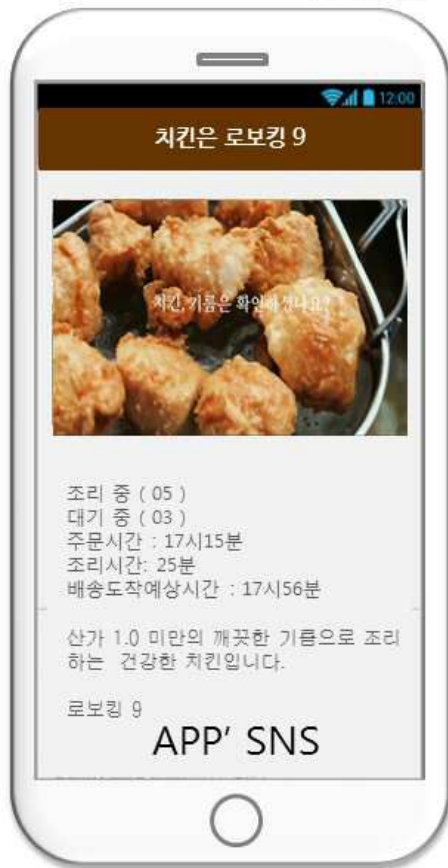 12:00
치킨은 로보킹 9
치킨, 기름은 확인하셨나요?
조리 중 ( 05 )
대기 중 ( 03 )
주문시간 : 17시15분
조리시간: 25분
배송도착예상시간 : 17시56분
산가 1.0 미만의 깨끗한 기름으로 조리
하는 건강한 치킨입니다.
로보킹 9
APP' SNS